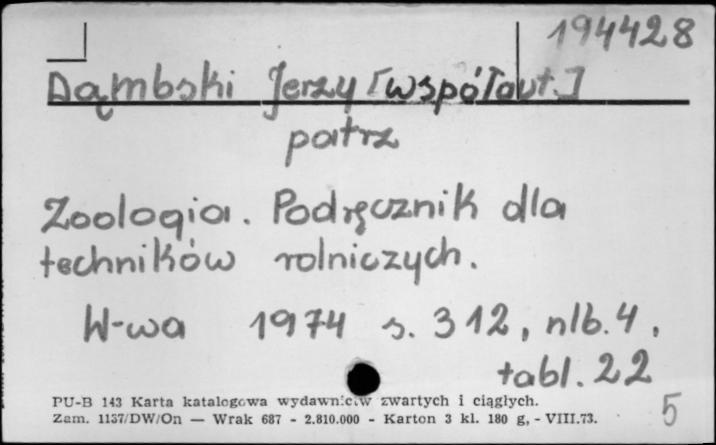 194428
Dąmbski Jerzy [współaut.]
patrz
Zoologia. Podręcznik dla
techników rolniczych.
W-wa 1974 s. 312, nlb. 4,
tabl. 22
PU-B 143 Karta katalogowa wydawnictw zwartych i ciągłych.
Zam. 1137/DW/On — Wrak 687 - 2.810.000 - Karton 3 kl. 180 g, - VIII.73.
5